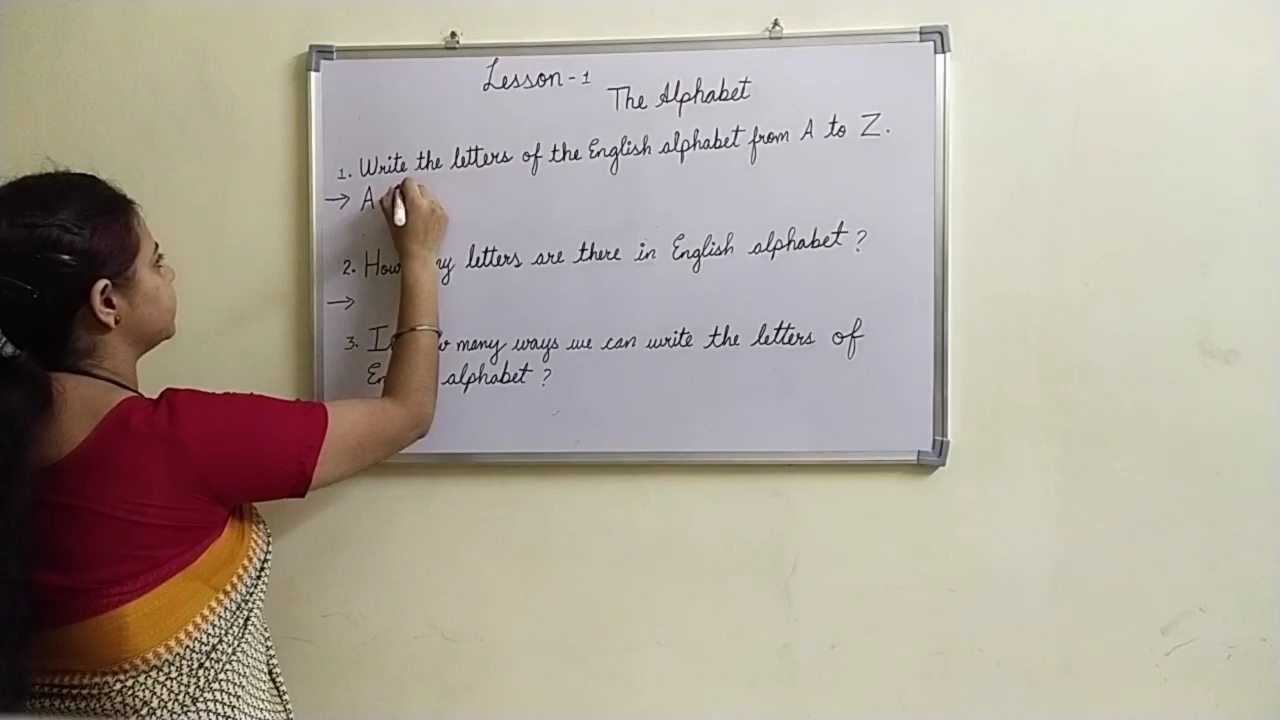 Lesson-1
The Alphabet
1. Write the letters of the English alphabet from A to Z.
→ A
2. letters are there in English alphabet ?
→
3. many ways we can write the letters of
alphabet ?